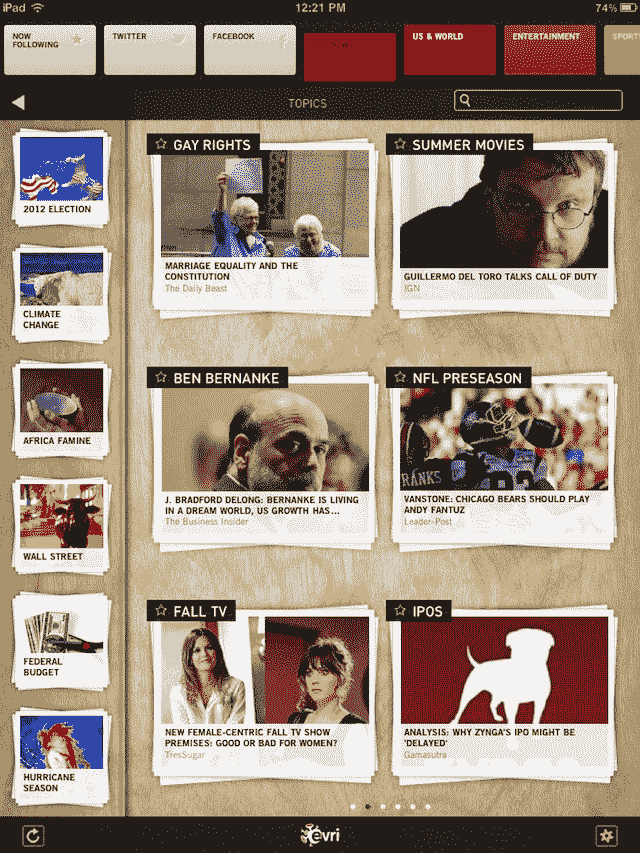 iPad
12:21 PM
74%
NOW
FOLLOWING
TWITTER
FACEBOOK
US & WORLD
ENTERTAINMENT
SPORTS
TOPICS
2012 ELECTION
CLIMATE
CHANGE
AFRICA FAMINE
WALL STREET
FEDERAL
BUDGET
HURRICANE
SEASON
GAY RIGHTS
MARRIAGE EQUALITY AND THE
CONSTITUTION
The Daily Beast
SUMMER MOVIES
GUILLERMO DEL TORO TALKS CALL OF DUTY
IGN
BEN BERNANKE
J. BRADFORD DELONG: BERNANKE IS LIVING
IN A DREAM WORLD, US GROWTH HAS...
The Business Insider
NFL PRESEASON
RANKS
VANSTONE: CHICAGO BEARS SHOULD PLAY
ANDY FANTUZ
Leader-Post
FALL TV
NEW FEMALE-CENTRIC FALL TV SHOW
PREMISES: GOOD OR BAD FOR WOMEN?
TresSugar
IPOS
ANALYSIS: WHY ZYNGA'S IPO MIGHT BE
'DELAYED'
Gamasutra
evri